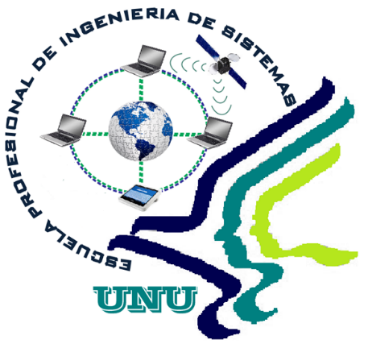 ESCUELA PROFESIONAL DE INGENIERIA DE SISTEMAS
UNU